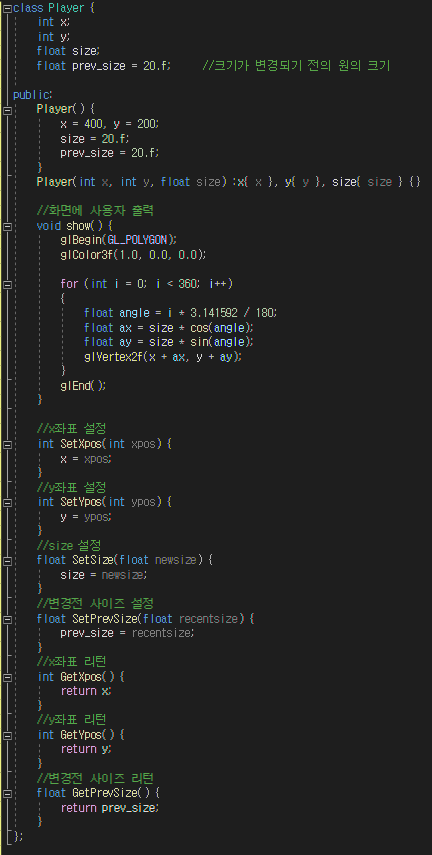 class Player {
    int x;
    int y;
    float size;
    float prev_size = 20.f;    //크기가 변경되기 전의 원의 크기

public:
    Player() {
        x = 400, y = 200;
        size = 20.f;
        prev_size = 20.f;
    }
    Player(int x, int y, float size) :x{ x }, y{ y }, size{ size } {}

    //화면에 사용자 출력
    void show() {
        glBegin(GL_POLYGON);
        glColor3f(1.0, 0.0, 0.0);

        for (int i = 0; i < 360; i++)
        {
            float angle = i * 3.141592 / 180;
            float ax = size * cos(angle);
            float ay = size * sin(angle);
            glVertex2f(x + ax, y + ay);
        }
        glEnd();
    }

    //x좌표 설정
    int SetXpos(int xpos) {
        x = xpos;
    }
    //y좌표 설정
    int SetYpos(int ypos) {
        y = ypos;
    }
    //size 설정
    float SetSize(float newsize) {
        size = newsize;
    }
    //변경전 사이즈 설정
    float SetPrevSize(float recentsize) {
        prev_size = recentsize;
    }
    //x좌표 리턴
    int GetXpos() {
        return x;
    }
    //y좌표 리턴
    int GetYpos() {
        return y;
    }
    //변경전 사이즈 리턴
    float GetPrevSize() {
        return prev_size;
    }
};